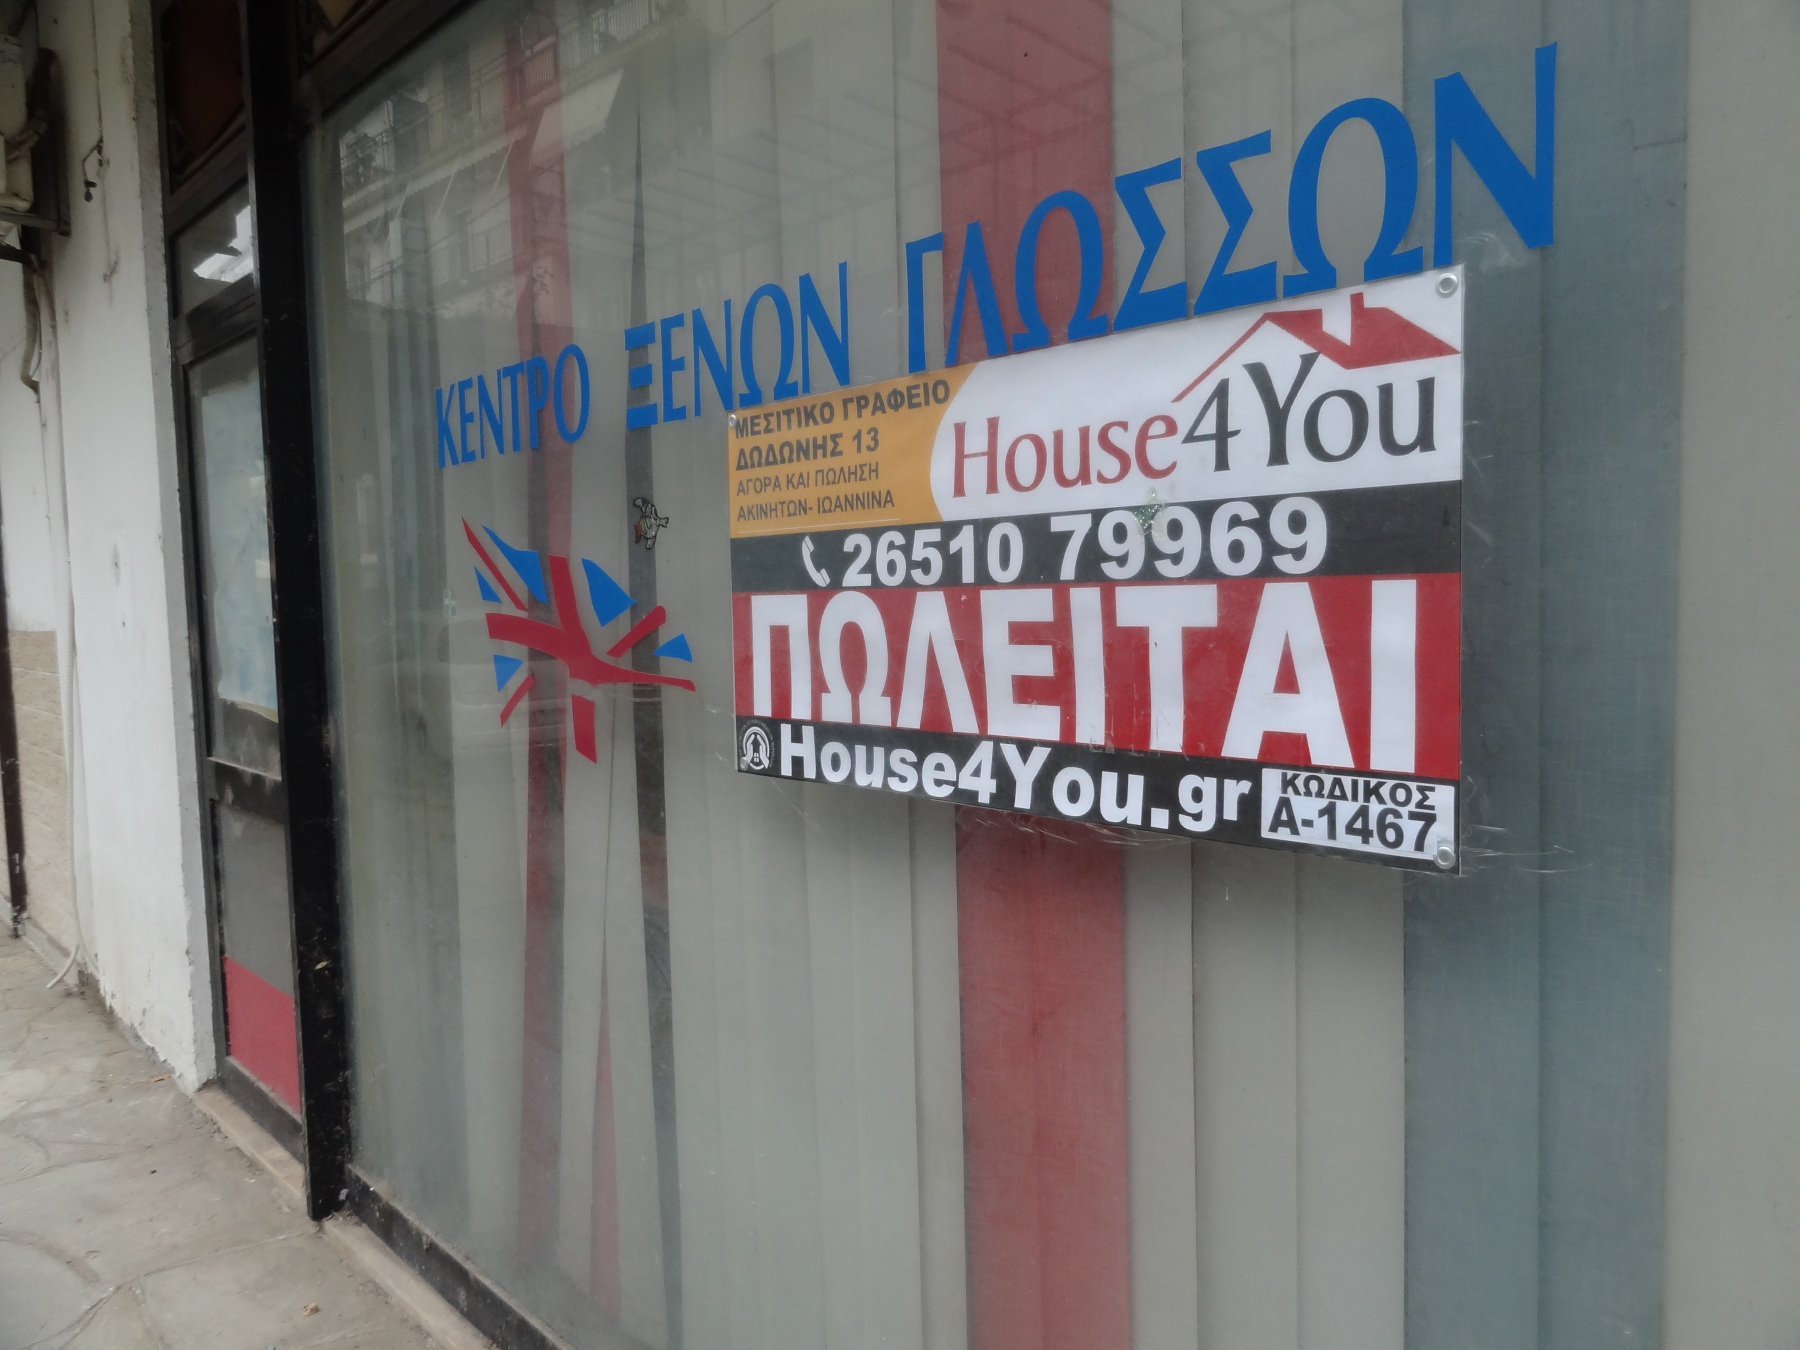 ΚΕΝΤΡΟ ΞΕΝΩΝ ΓΛΩΣΣΩΝ
ΜΕΣΙΤΙΚΟ ΓΡΑΦΕΙΟ
ΔΩΔΩΝΗΣ 13
ΑΓΟΡΑ ΚΑΙ ΠΩΛΗΣΗ
ΑΚΙΝΗΤΩΝ- ΙΩΑΝΝΙΝΑ
House4You
26510 79969
ΠΩΛΕΙΤΑΙ
House4You.gr
ΚΩΔΙΚΟΣ
Α-1467